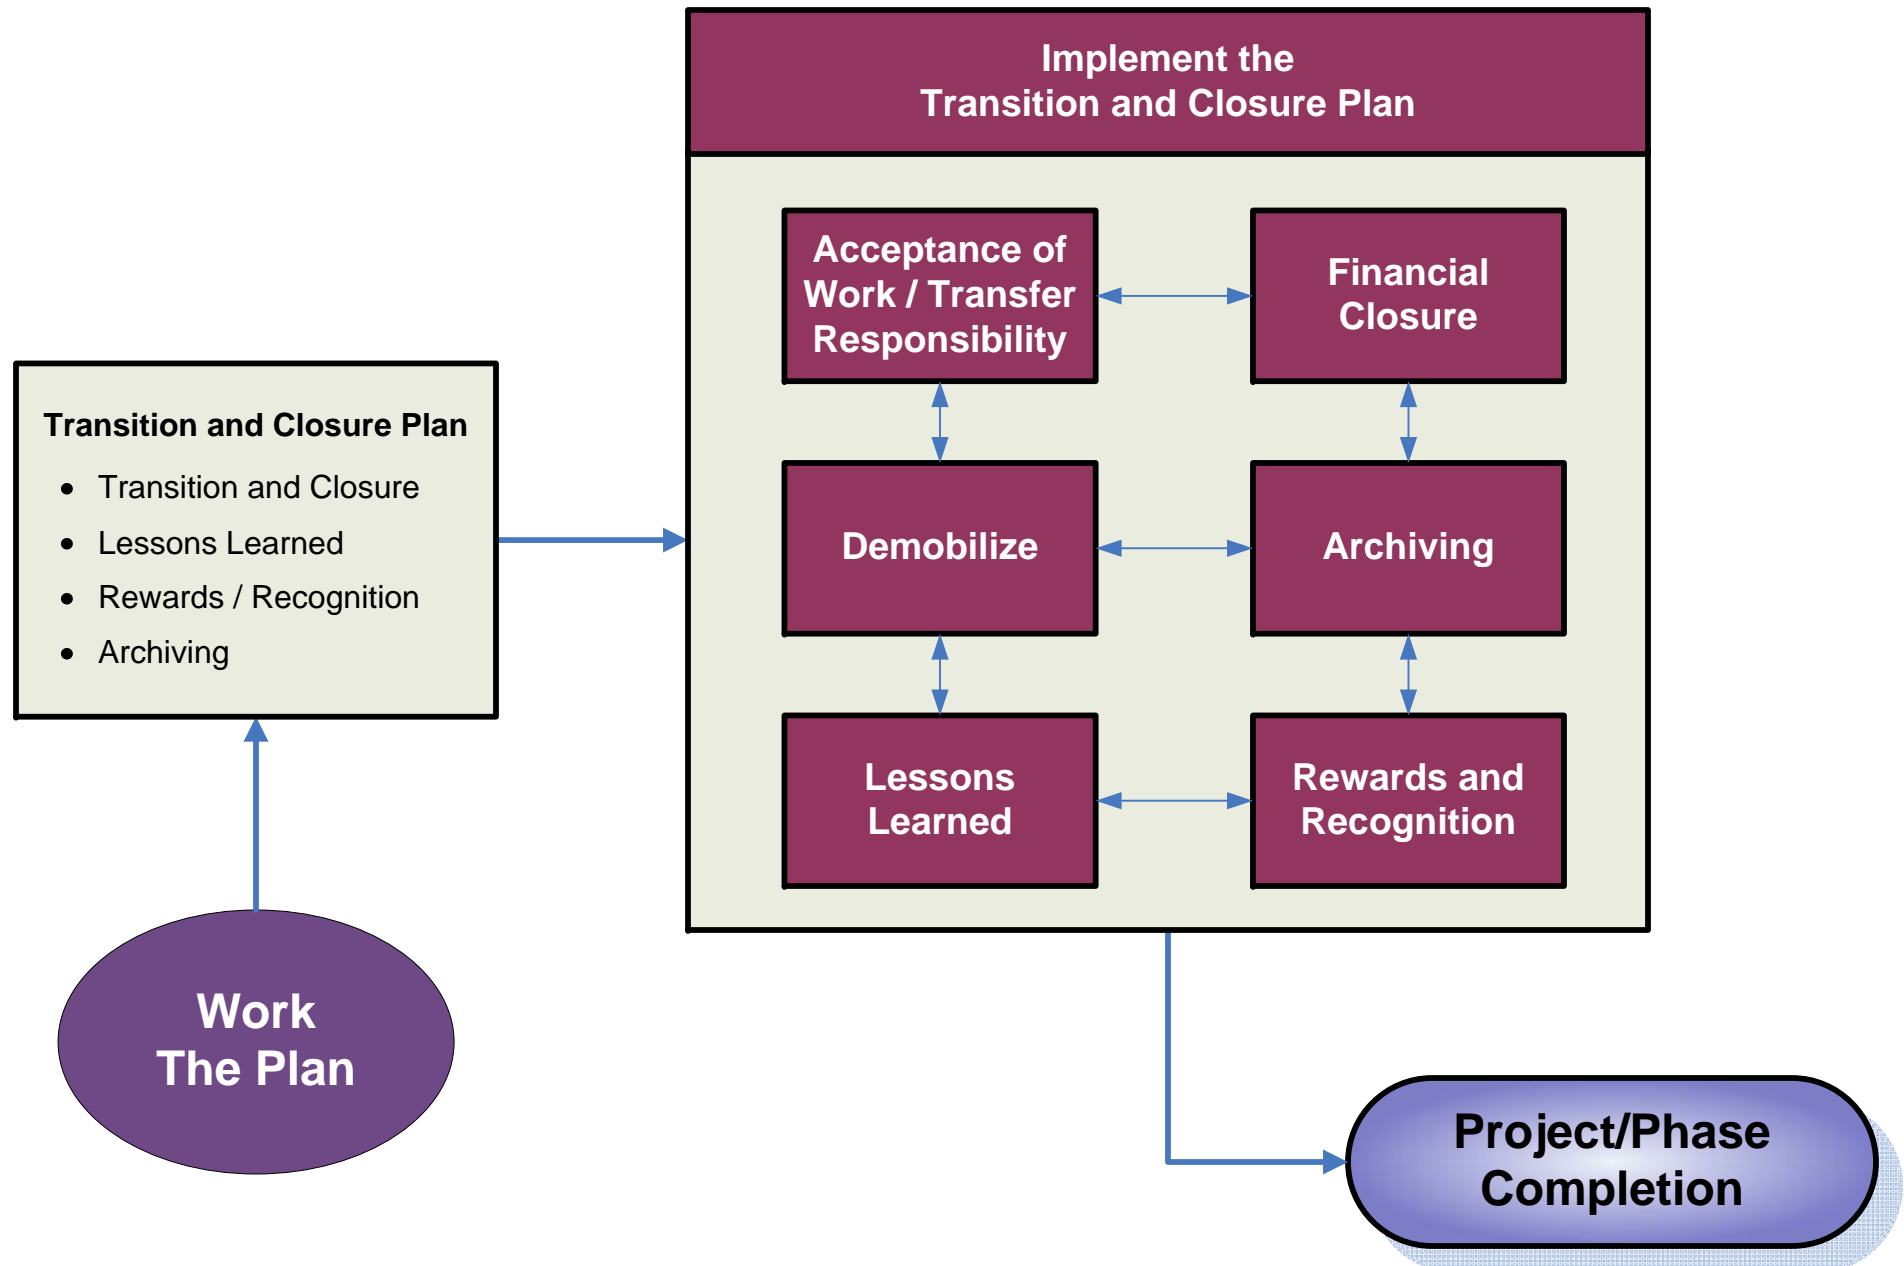 Implement the
Transition and Closure Plan
Acceptance of
Work / Transfer
Responsibility
Financial
Closure
Transition and Closure Plan
• Transition and Closure
• Lessons Learned
• Rewards / Recognition
• Archiving
Demobilize
Archiving
Lessons
Learned
Rewards and
Recognition
Work
The Plan
Project/Phase
Completion